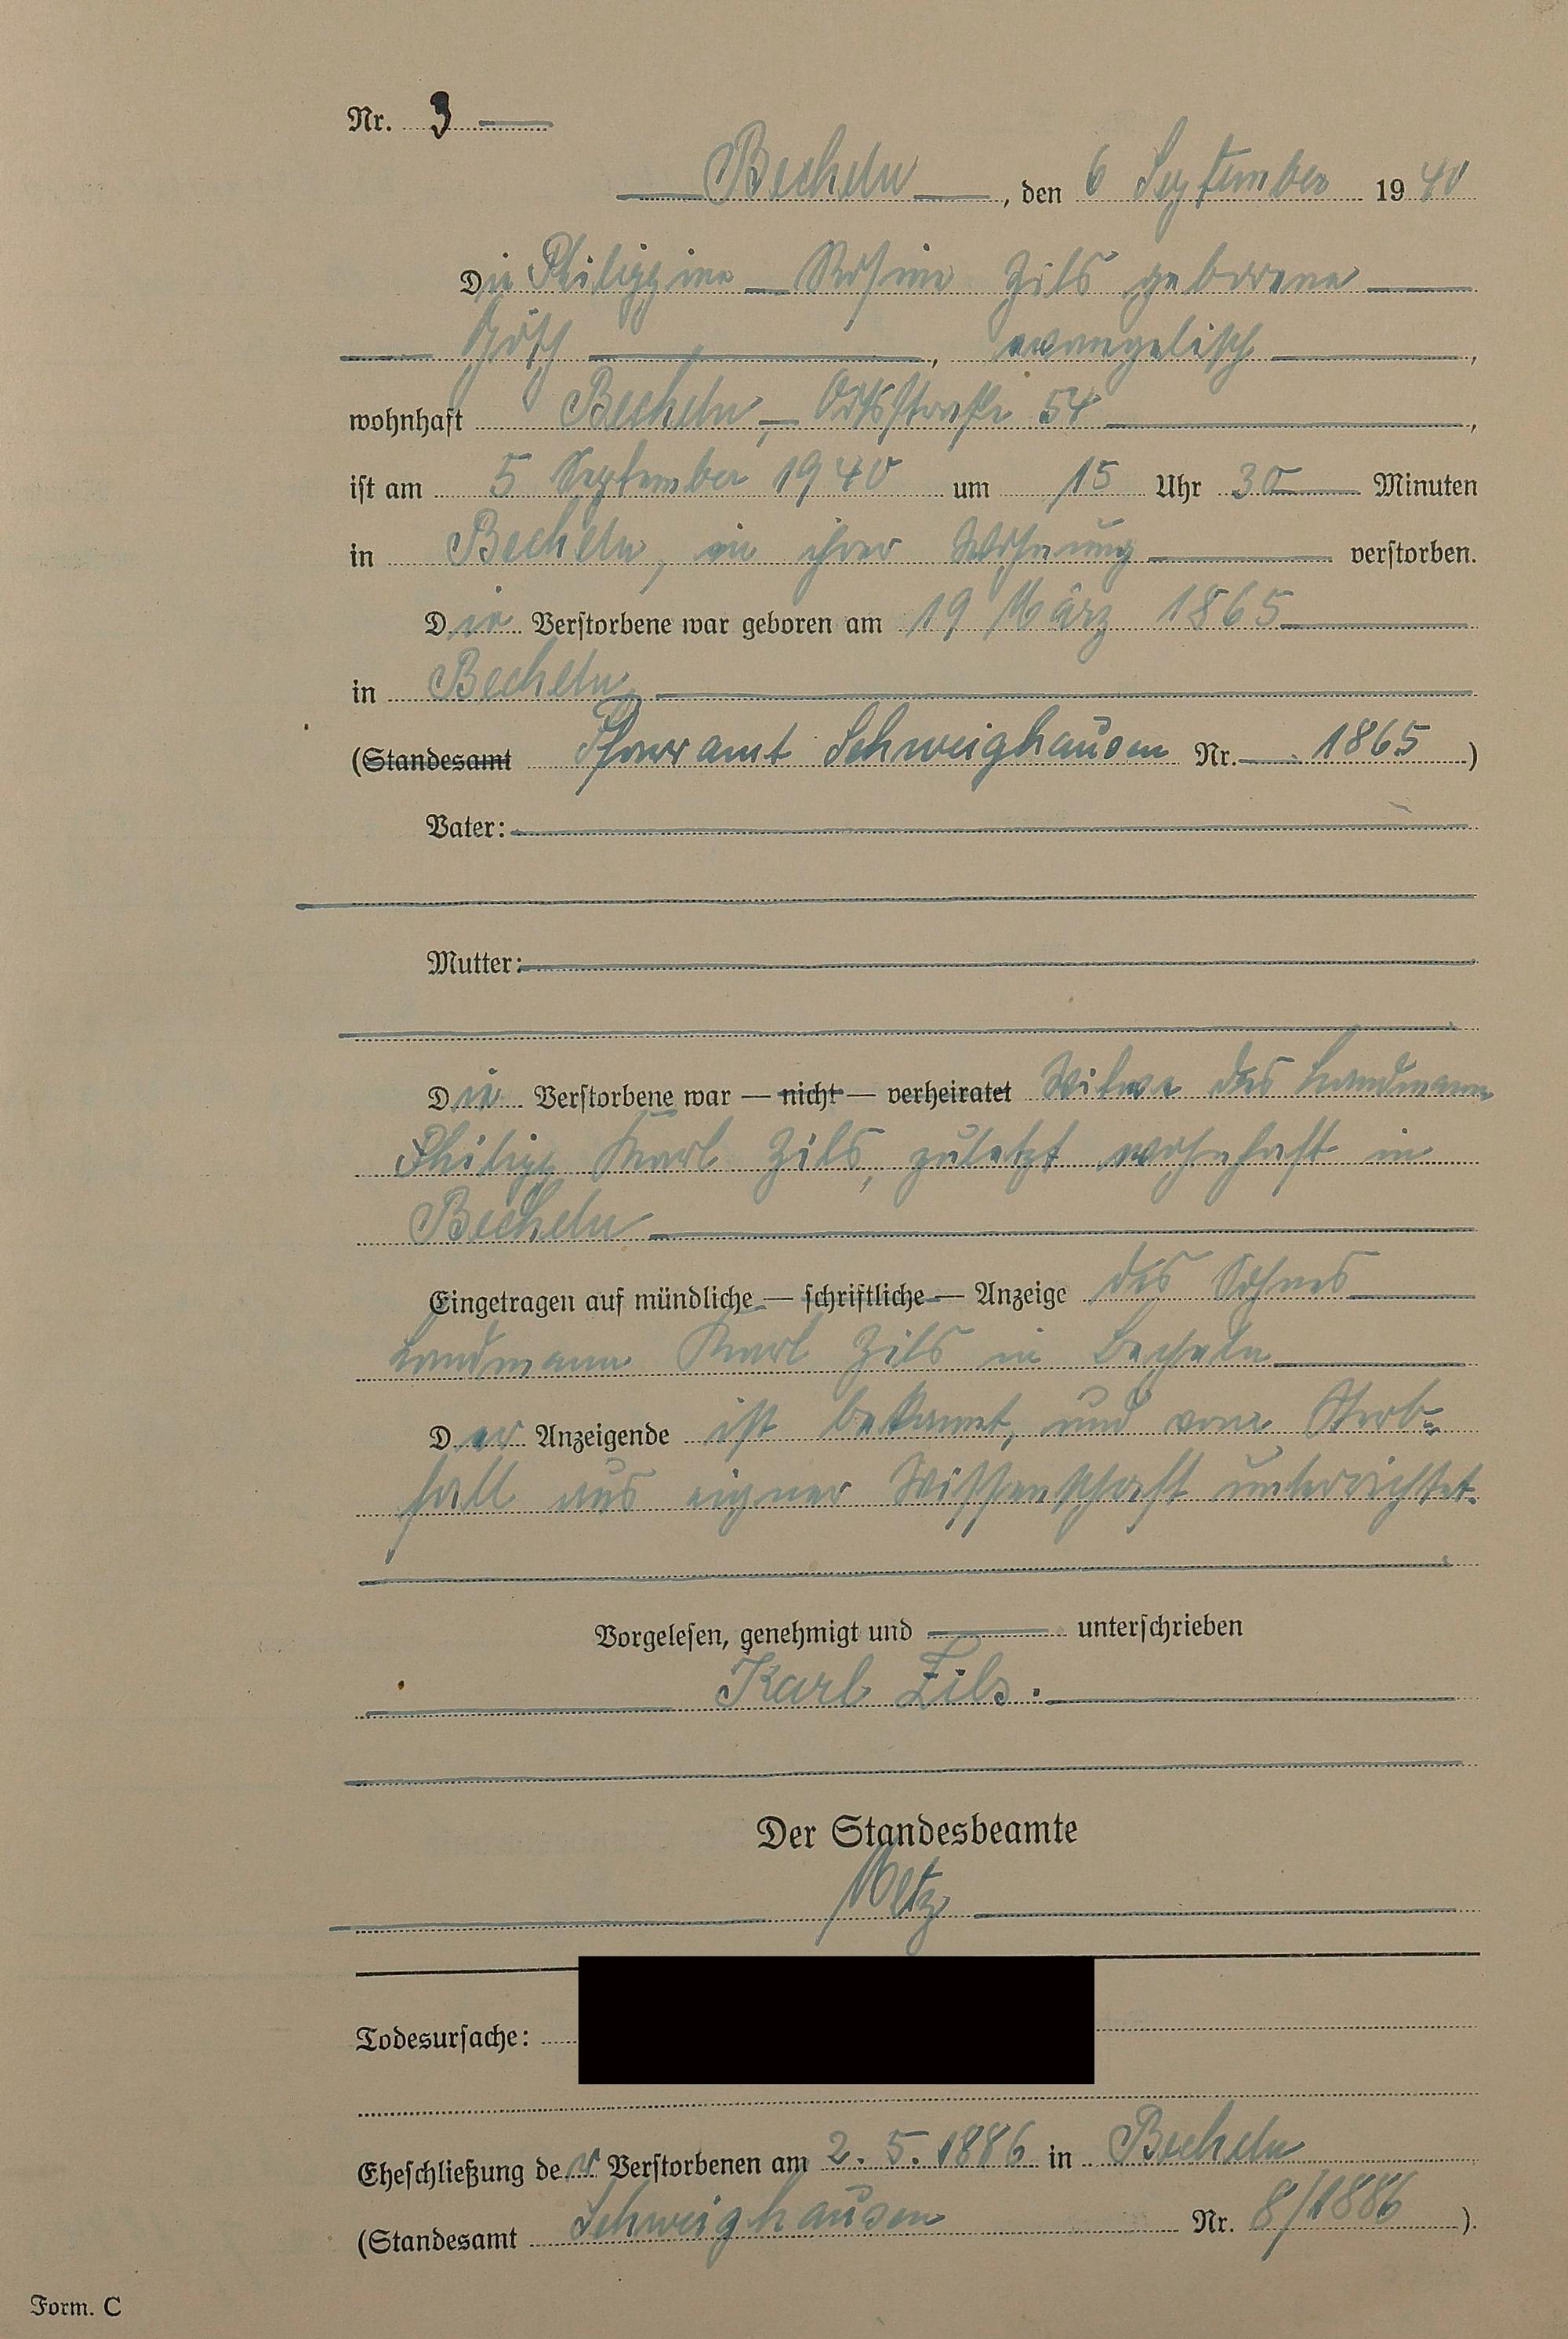 Nr. 3
Becheln, den 6 September 1940
Die Philippine Rosine Zils geborene
evangelisch,
wohnhaft Becheln, Ortsstraße 54,
ist am 5 September 1940 um 15 Uhr 30 Minuten
in Becheln, in ihrer Wohnung verstorben.
Die Verstorbene war geboren am 19 März 1865
in Becheln
(Standesamt Pfarramt Schweighausen Nr. 1865)
Vater:
Mutter:
Die Verstorbene war — nicht — verheiratet Witwe des Landmann
Philipp Karl Zils, zuletzt wohnhaft in
Becheln
Eingetragen auf mündliche — schriftliche — Anzeige des Sohnes
Landmann Karl Zils in Becheln
Der Anzeigende ist bekannt, und vom Sterb=
fall aus eigner Wissenschaft unterrichtet.
Vorgelesen, genehmigt und unterschrieben
Karl Zils.
Der Standesbeamte
Metz
Todesursache:
Eheschließung der Verstorbenen am 2. 5. 1886 in Becheln
(Standesamt Schweighausen Nr. 8/1886).
Form. C